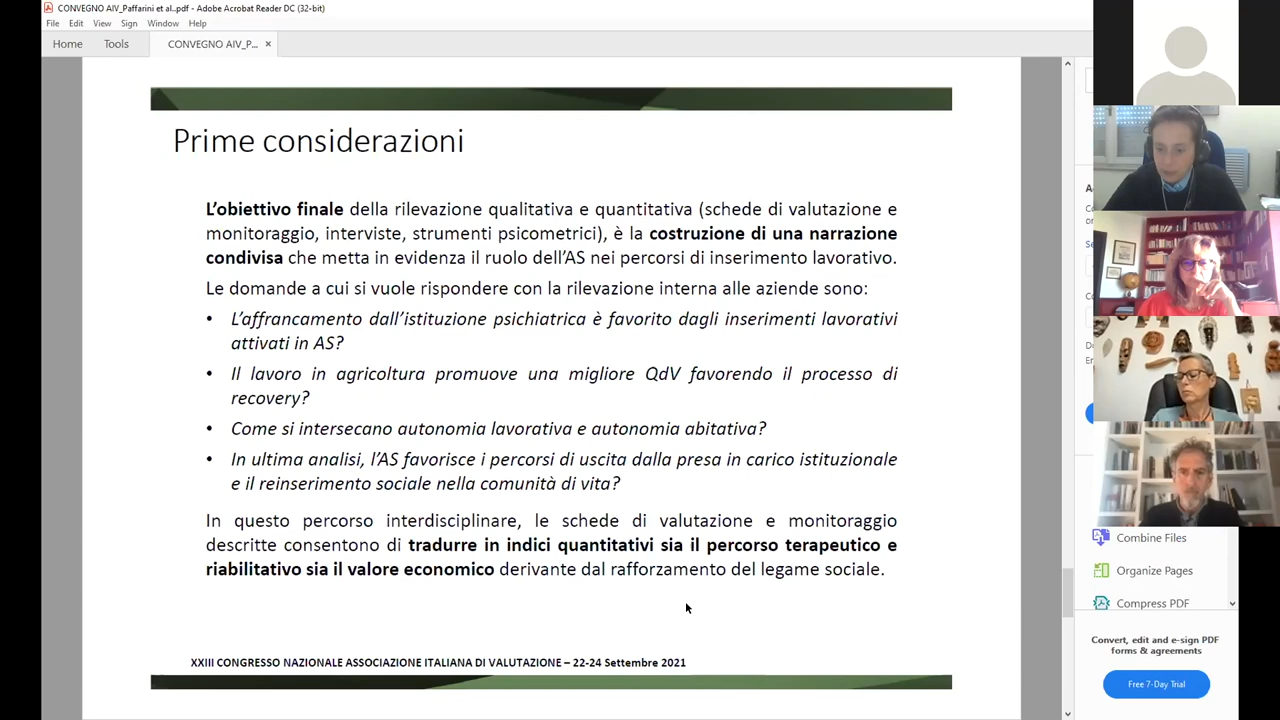 CONVEGNO AIV_Paffarini et al..pdf - Adobe Acrobat Reader DC (32-bit)
File Edit View Sign Window Help
Home Tools CONVEGNO AIV_P... ×
Prime considerazioni
L'obiettivo finale della rilevazione qualitativa e quantitativa (schede di valutazione e
monitoraggio, interviste, strumenti psicometrici), è la costruzione di una narrazione
condivisa che metta in evidenza il ruolo dell'AS nei percorsi di inserimento lavorativo.
Le domande a cui si vuole rispondere con la rilevazione interna alle aziende sono:
• L'affrancamento dall'istituzione psichiatrica è favorito dagli inserimenti lavorativi
attivati in AS?
• Il lavoro in agricoltura promuove una migliore QdV favorendo il processo di
recovery?
• Come si intersecano autonomia lavorativa e autonomia abitativa?
• In ultima analisi, l'AS favorisce i percorsi di uscita dalla presa in carico istituzionale
e il reinserimento sociale nella comunità di vita?
In questo percorso interdisciplinare, le schede di valutazione e monitoraggio
descritte consentono di tradurre in indici quantitativi sia il percorso terapeutico e
riabilitativo sia il valore economico derivante dal rafforzamento del legame sociale.
XXIII CONGRESSO NAZIONALE ASSOCIAZIONE ITALIANA DI VALUTAZIONE – 22-24 Settembre 2021
Combine Files
Organize Pages
Compress PDF
Convert, edit and e-sign PDF
forms & agreements
Free 7-Day Trial